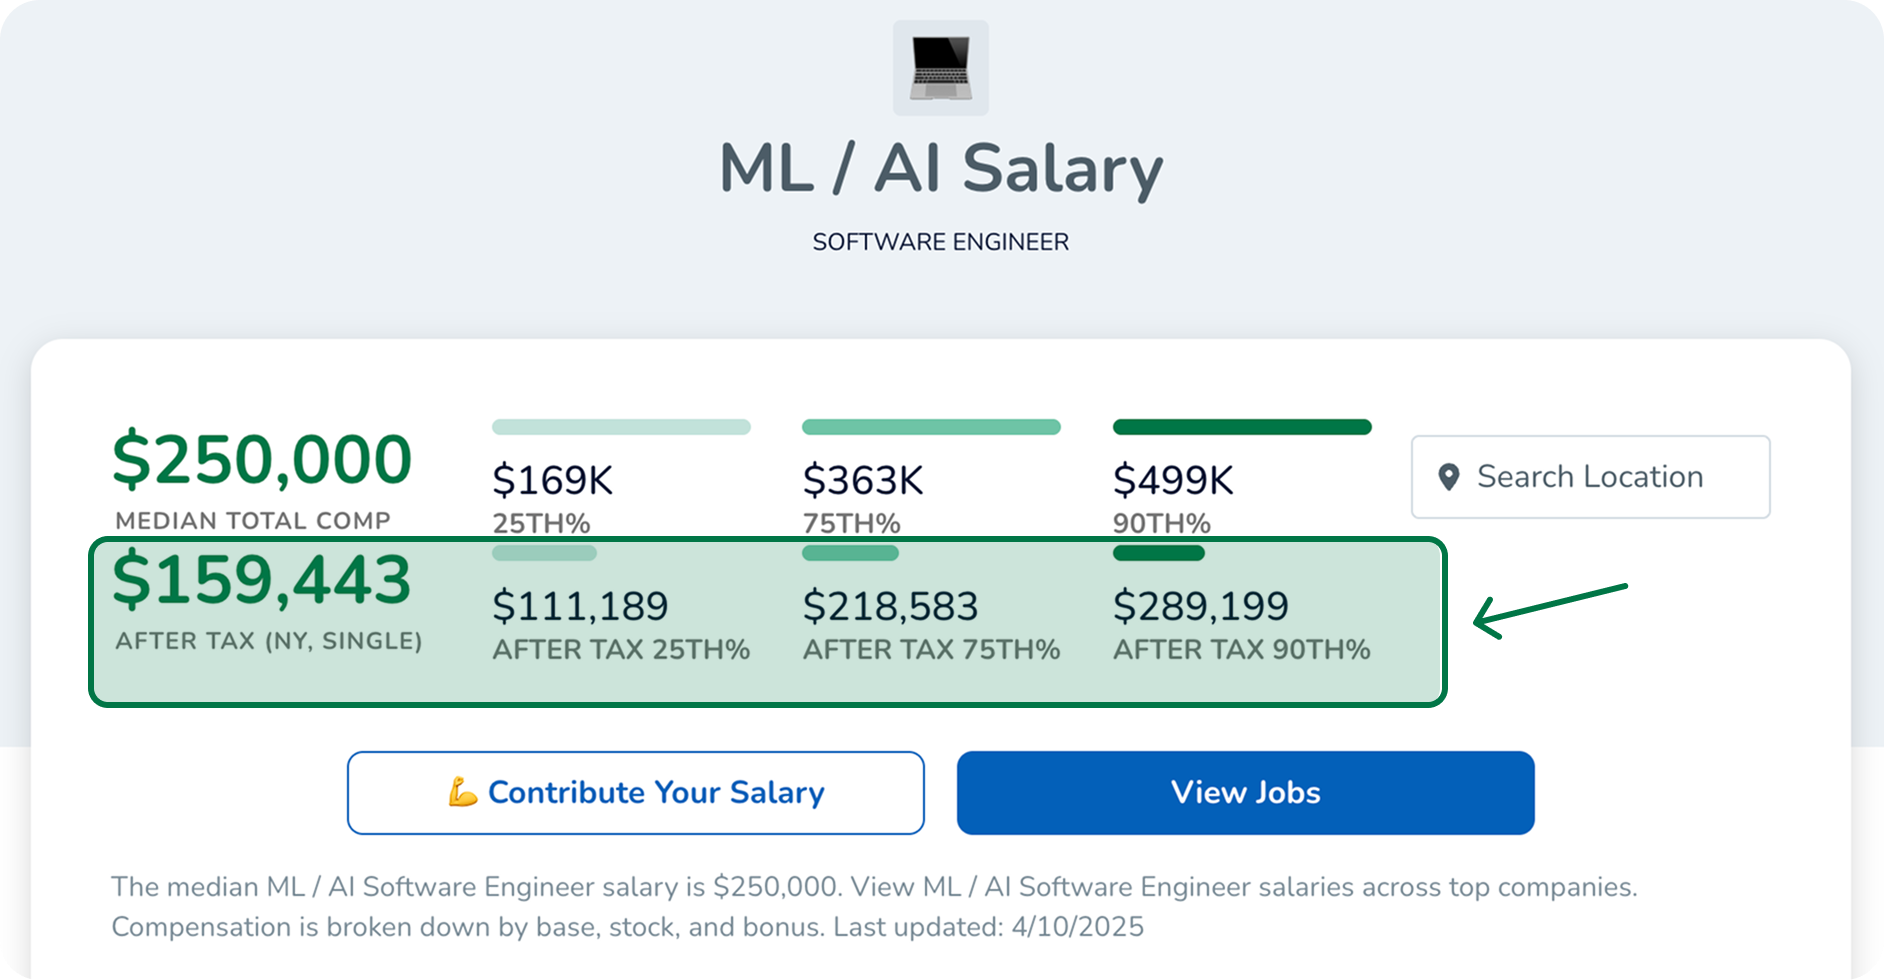 ML / AI Salary
SOFTWARE ENGINEER
$250,000
MEDIAN TOTAL COMP
$169K
25TH%
$363K
75TH%
$499K
90TH%
Search Location
$159,443
AFTER TAX (NY, SINGLE)
$111,189
AFTER TAX 25TH%
$218,583
AFTER TAX 75TH%
$289,199
AFTER TAX 90TH%
💪 Contribute Your Salary
View Jobs
The median ML / AI Software Engineer salary is $250,000. View ML / AI Software Engineer salaries across top companies.
Compensation is broken down by base, stock, and bonus. Last updated: 4/10/2025